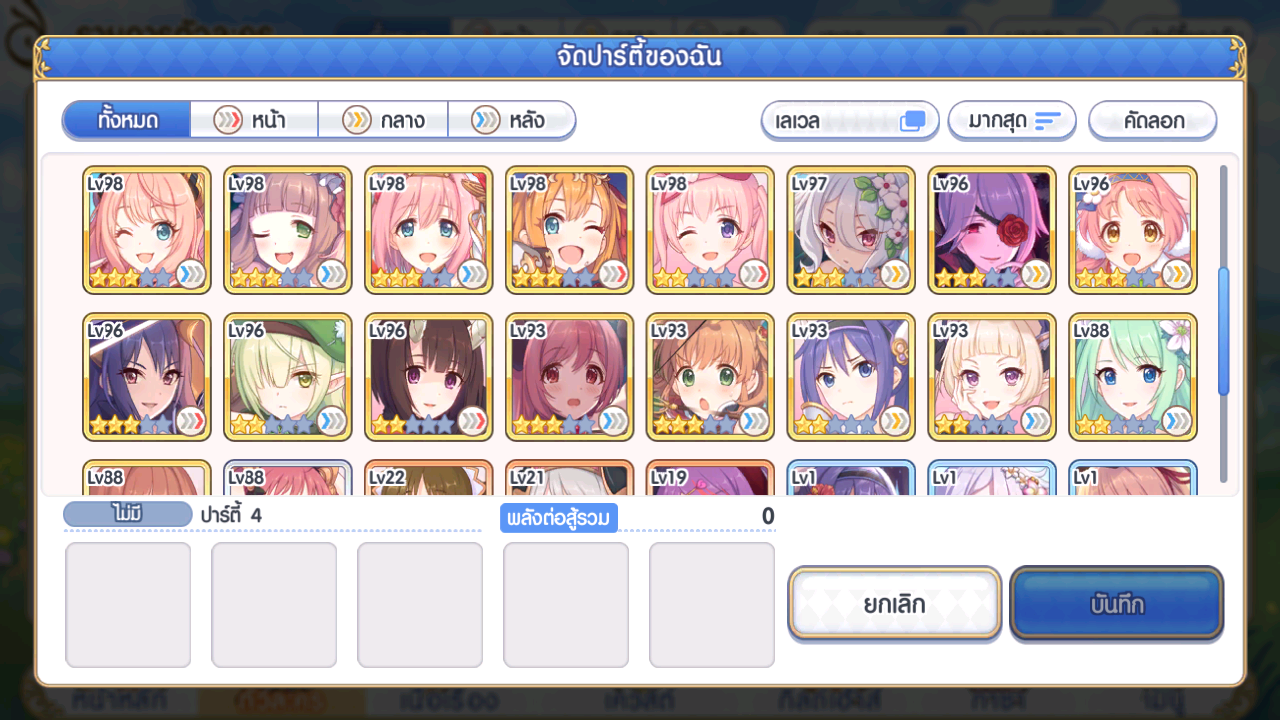 จัดปาร์ตี้ของฉัน
ทั้งหมด หน้า กลาง หลัง เลเวล มากสุด คัดลอก
Lv98 Lv98 Lv98 Lv98 Lv98 Lv97 Lv96 Lv96
Lv96 Lv96 Lv96 Lv93 Lv93 Lv93 Lv93 Lv88
Lv88 Lv88 Lv22 Lv21 Lv19 Lv1 Lv1 Lv1
ไม่มี ปาร์ตี้ 4 พลังต่อสู้รวม 0
ยกเลิก บันทึก